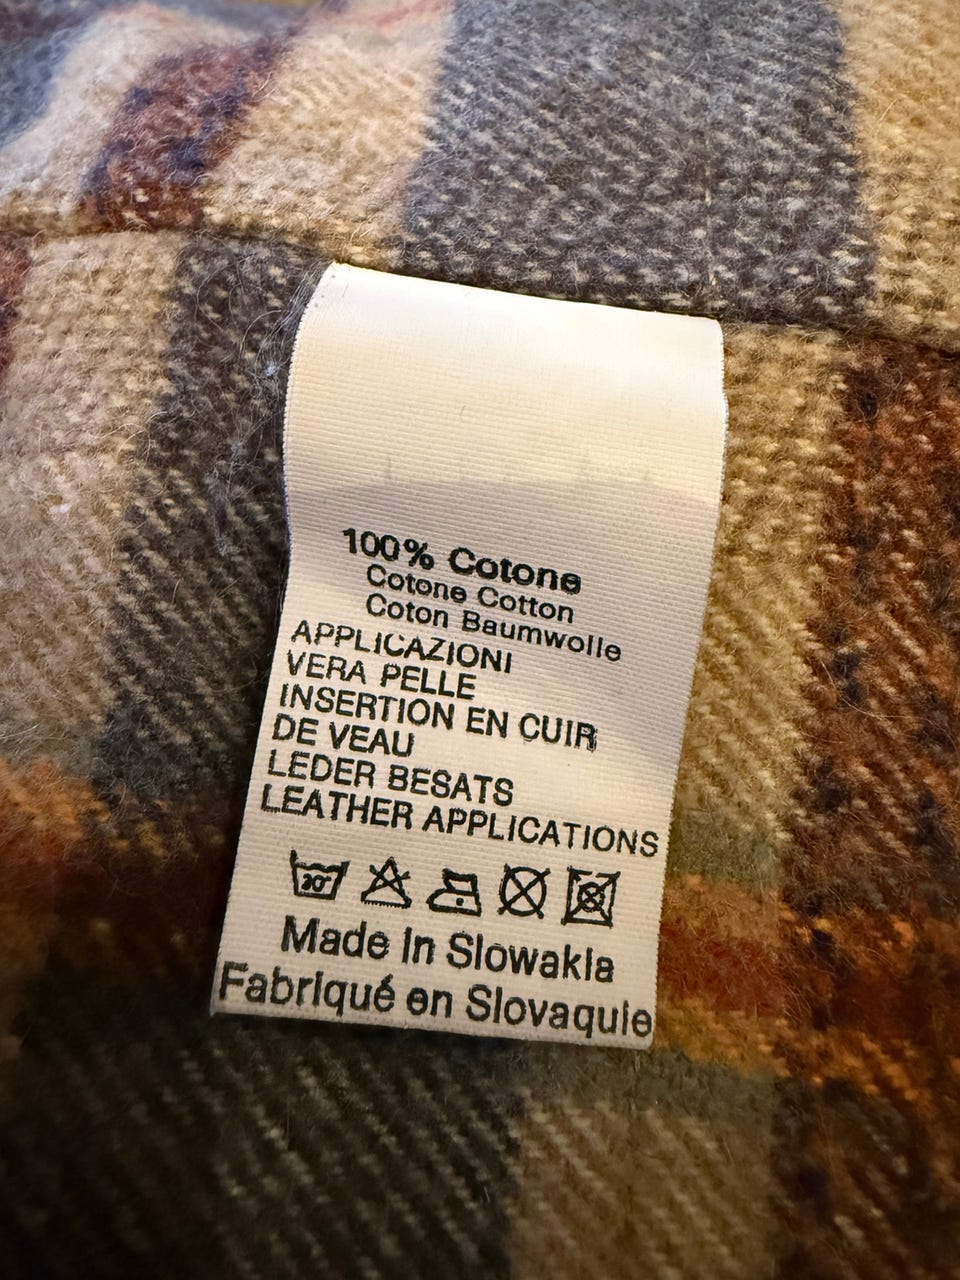 100% Cotone
Cotone Cotton
Coton Baumwolle
APPLICAZIONI
VERA PELLE
INSERTION EN CUIR
DE VEAU
LEDER BESATS
LEATHER APPLICATIONS
Made in Slowakia
Fabriqué en Slovaquie